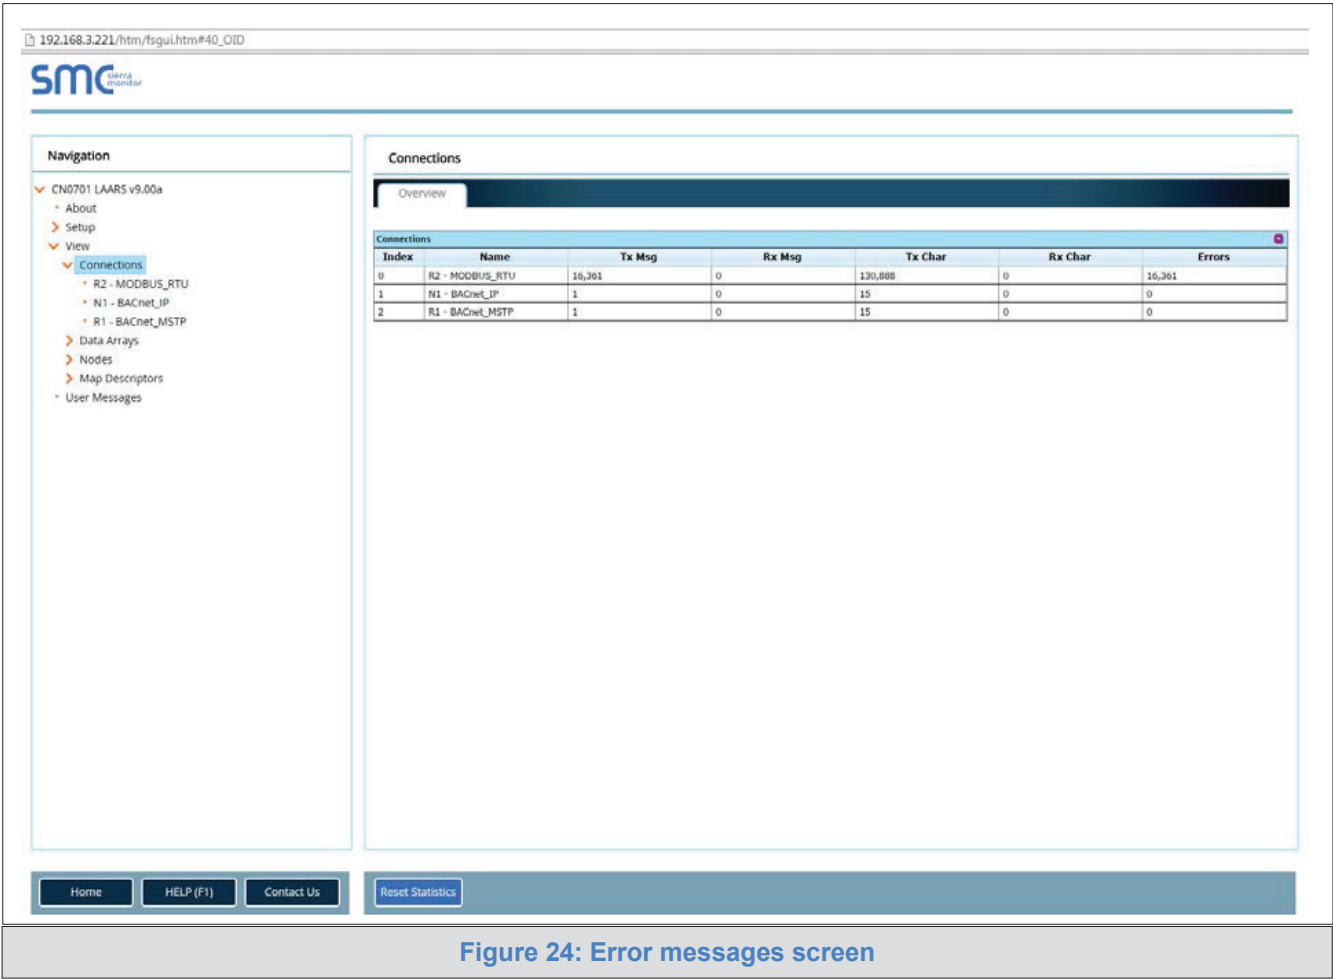 192.168.3.221/htm/fsgui.htm#40_OID
smc sierra monitor
Navigation
CN0701 LAARS v9.00a
About
Setup
View
Connections
R2 - MODBUS_RTU
N1 - BACnet_IP
R1 - BACnet_MSTP
Data Arrays
Nodes
Map Descriptors
User Messages
Connections
Overview
Connections
Index Name Tx Msg Rx Msg Tx Char Rx Char Errors
0 R2 - MODBUS_RTU 16,361 0 130,888 0 16,361
1 N1 - BACnet_IP 1 0 15 0 0
2 R1 - BACnet_MSTP 1 0 15 0 0
Home HELP (F1) Contact Us Reset Statistics
Figure 24: Error messages screen